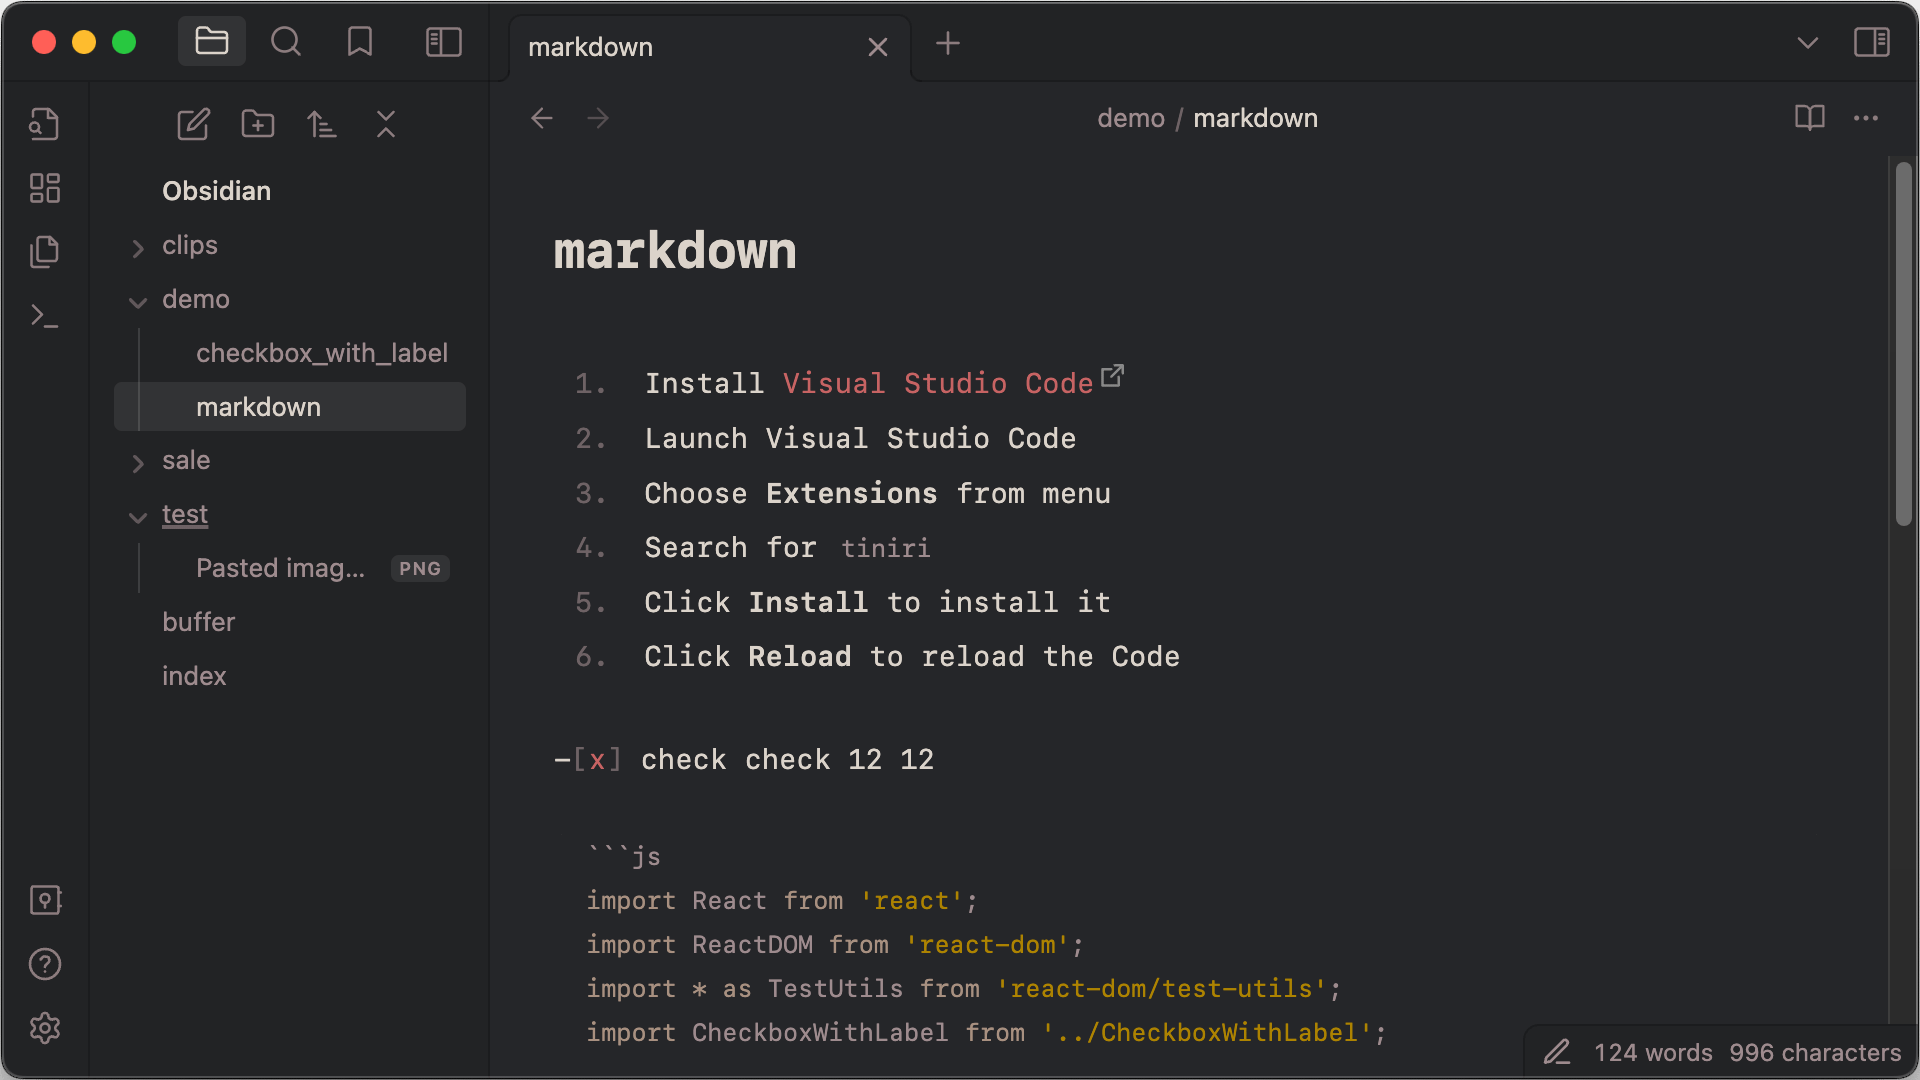 markdown
demo / markdown
Obsidian
clips
demo
checkbox_with_label
markdown
sale
test
Pasted imag... PNG
buffer
index
markdown
1. Install Visual Studio Code
2. Launch Visual Studio Code
3. Choose Extensions from menu
4. Search for tiniri
5. Click Install to install it
6. Click Reload to reload the Code
–[x] check check 12 12
```js
import React from 'react';
import ReactDOM from 'react-dom';
import * as TestUtils from 'react-dom/test-utils';
import CheckboxWithLabel from '../CheckboxWithLabel';
124 words 996 characters